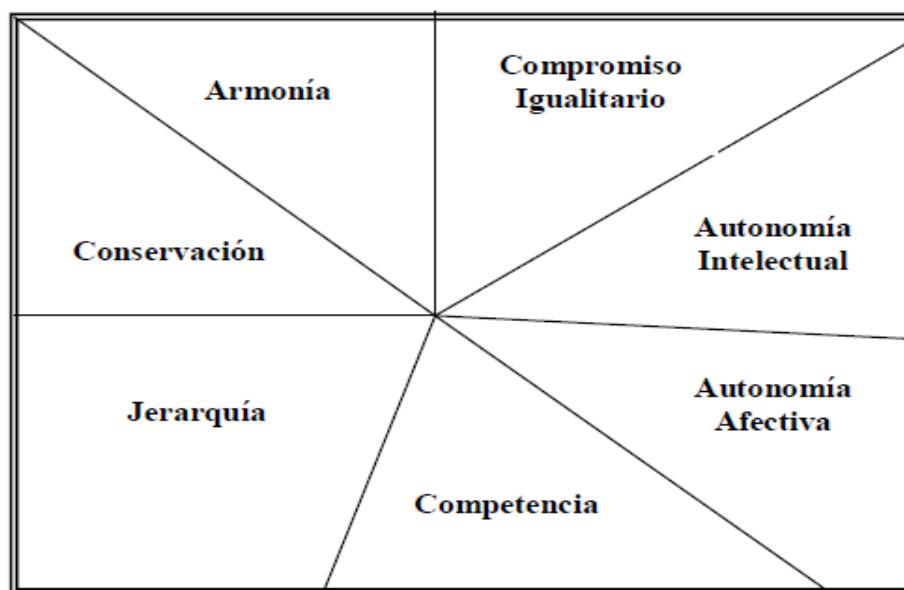 Armonía
Compromiso
Igualitario
Conservación
Autonomía
Intelectual
Jerarquía
Autonomía
Afectiva
Competencia